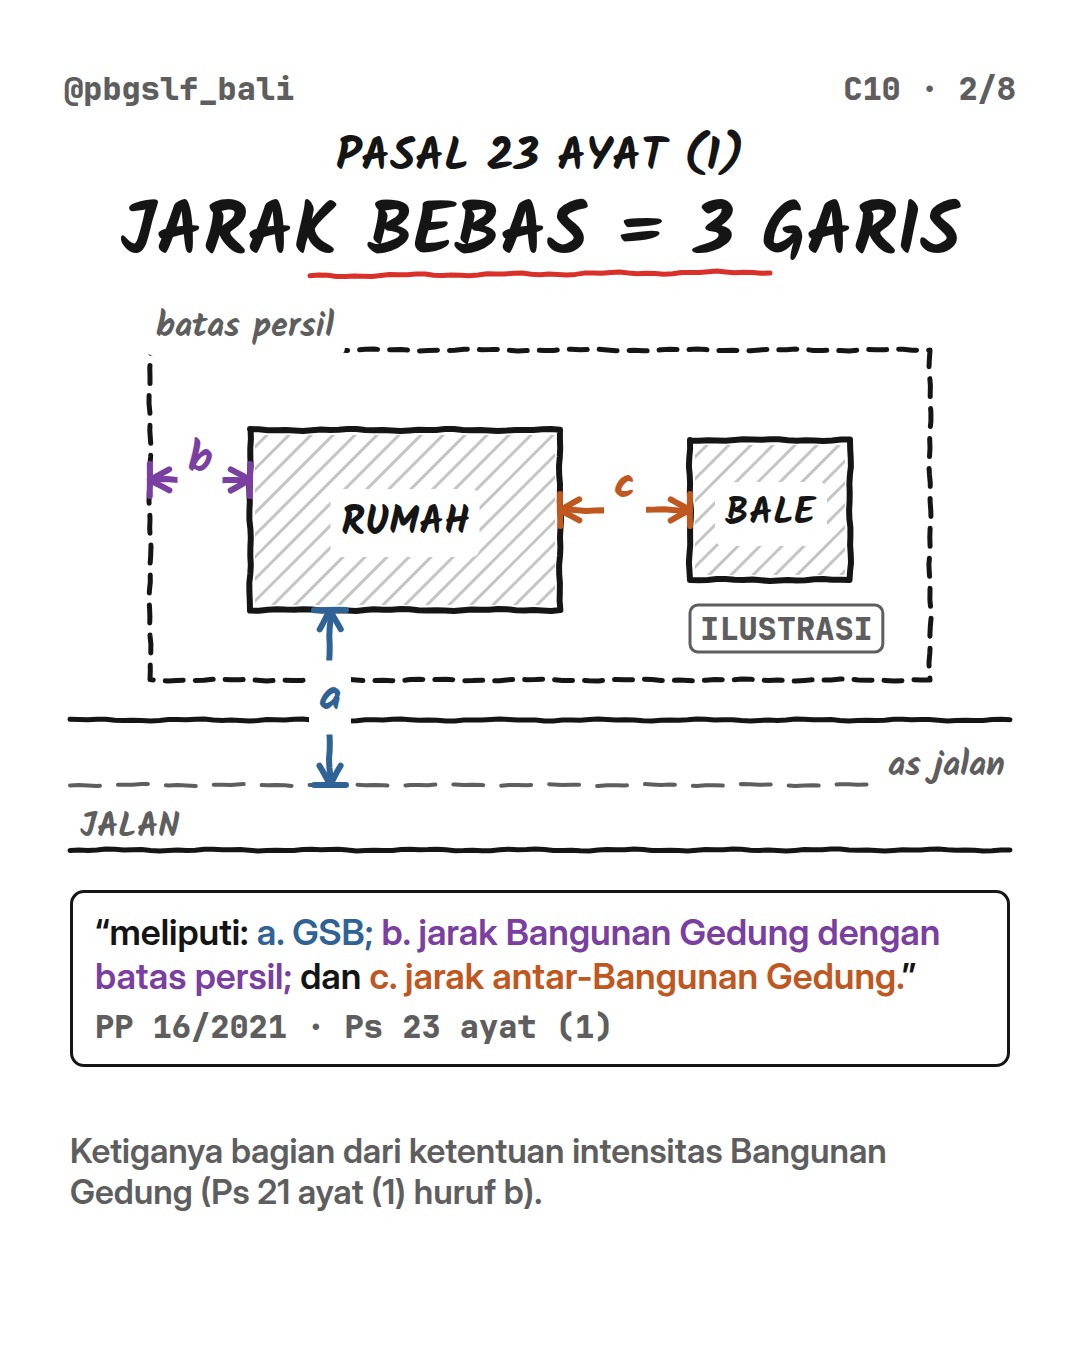 @pbgslf_bali
C10 · 2/8
PASAL 23 AYAT (1)
JARAK BEBAS = 3 GARIS
batas persil
b
RUMAH
c
BALE
ILUSTRASI
a
as jalan
JALAN
“meliputi: a. GSB; b. jarak Bangunan Gedung dengan
batas persil; dan c. jarak antar-Bangunan Gedung.”
PP 16/2021 · Ps 23 ayat (1)
Ketiganya bagian dari ketentuan intensitas Bangunan
Gedung (Ps 21 ayat (1) huruf b).